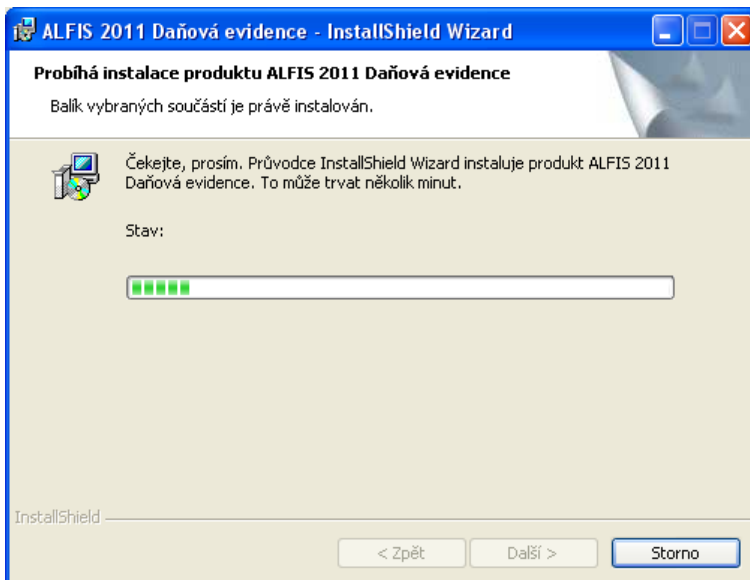 ALFIS 2011 Daňová evidence - InstallShield Wizard
Probíhá instalace produktu ALFIS 2011 Daňová evidence
Balík vybraných součástí je právě instalován.
Čekejte, prosím. Průvodce InstallShield Wizard instaluje produkt ALFIS 2011
Daňová evidence. To může trvat několik minut.
Stav:
InstallShield
< Zpět
Další >
Storno